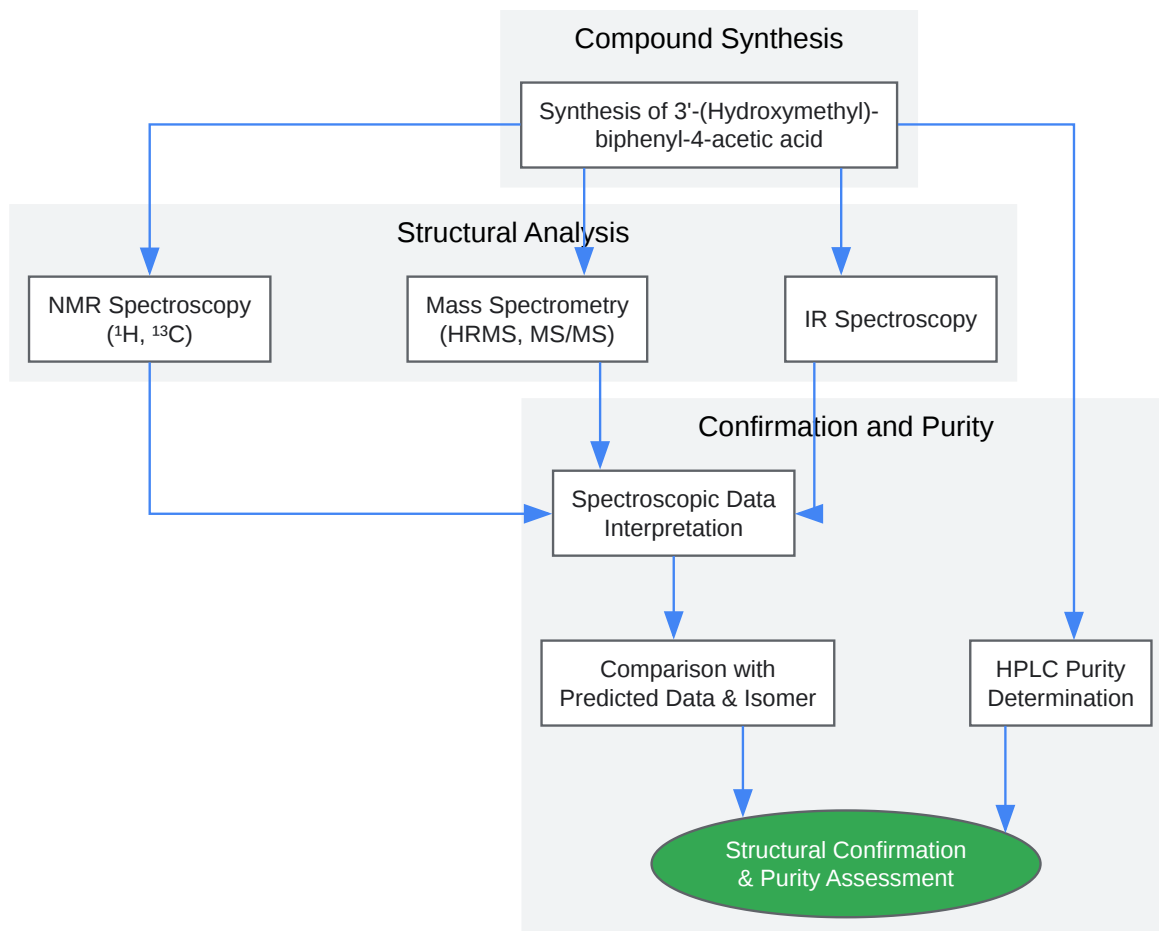 Compound Synthesis
Synthesis of 3'-(Hydroxymethyl)-
biphenyl-4-acetic acid
Structural Analysis
NMR Spectroscopy
(¹H, ¹³C)
Mass Spectrometry
(HRMS, MS/MS)
IR Spectroscopy
Confirmation and Purity
Spectroscopic Data
Interpretation
Comparison with
Predicted Data & Isomer
HPLC Purity
Determination
Structural Confirmation
& Purity Assessment